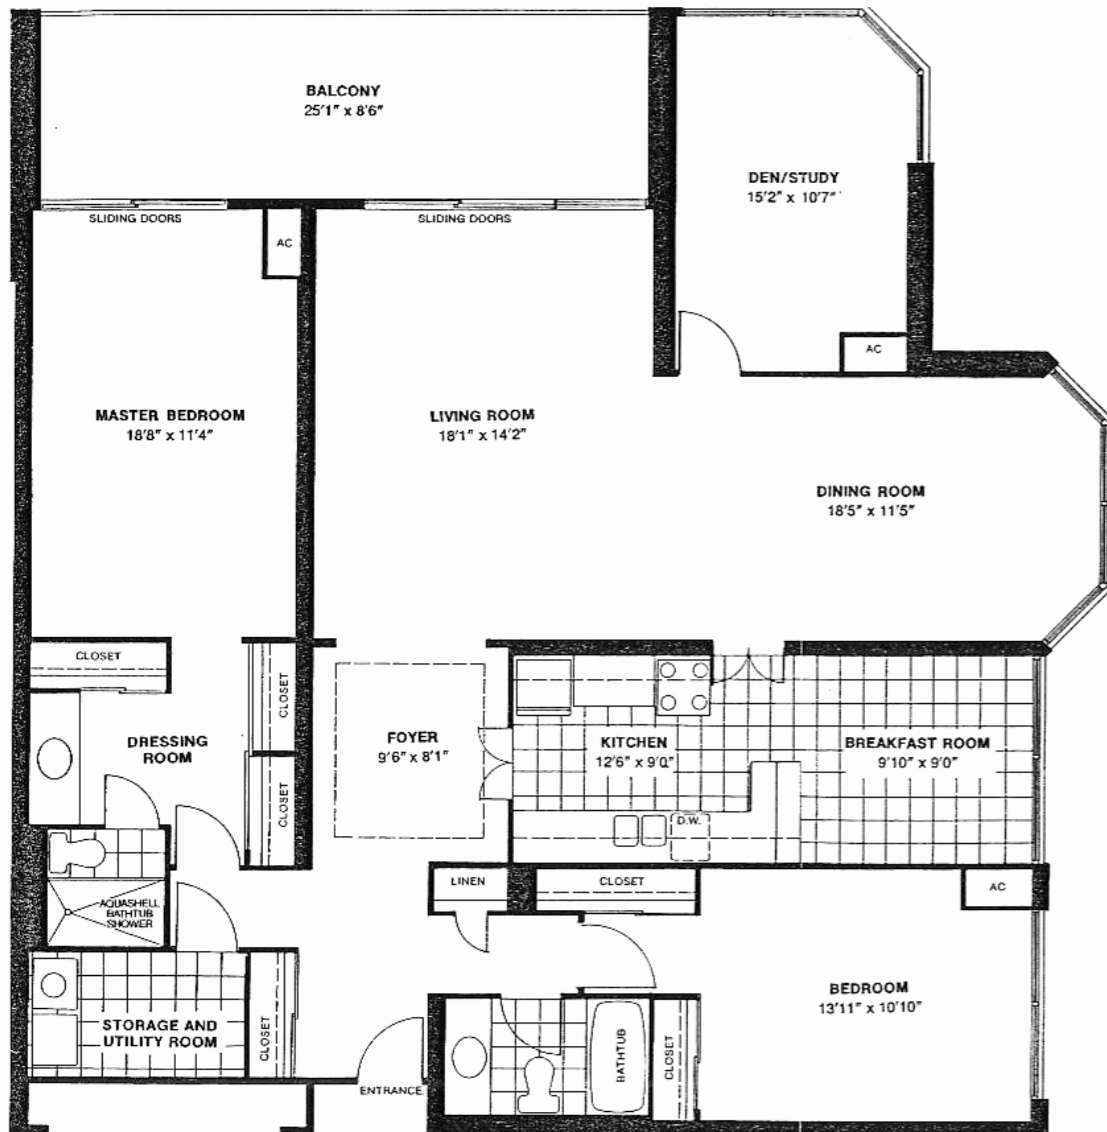 BALCONY
25'1" x 8'6"
DEN/STUDY
15'2" x 10'7"
SLIDING DOORS
SLIDING DOORS
AC
AC
MASTER BEDROOM
18'8" x 11'4"
LIVING ROOM
18'1" x 14'2"
DINING ROOM
18'5" x 11'5"
CLOSET
CLOSET
DRESSING
ROOM
FOYER
9'6" x 8'1"
KITCHEN
12'6" x 9'0"
BREAKFAST ROOM
9'10" x 9'0"
CLOSET
D.W.
LINEN
CLOSET
AC
AQUASHELL
BATHTUB
SHOWER
BEDROOM
13'11" x 10'10"
STORAGE AND
UTILITY ROOM
CLOSET
BATHTUB
CLOSET
ENTRANCE